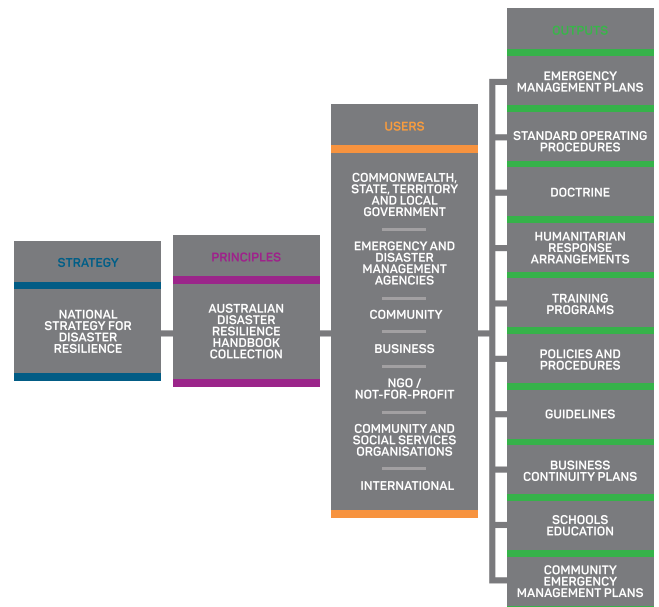 STRATEGY
NATIONAL
STRATEGY FOR
DISASTER
RESILIENCE
PRINCIPLES
AUSTRALIAN
DISASTER
RESILIENCE
HANDBOOK
COLLECTION
USERS
COMMONWEALTH,
STATE, TERRITORY
AND LOCAL
GOVERNMENT
EMERGENCY AND
DISASTER
MANAGEMENT
AGENCIES
COMMUNITY
BUSINESS
NGO /
NOT-FOR-PROFIT
COMMUNITY AND
SOCIAL SERVICES
ORGANISATIONS
INTERNATIONAL
OUTPUTS
EMERGENCY
MANAGEMENT PLANS
STANDARD OPERATING
PROCEDURES
DOCTRINE
HUMANITARIAN
RESPONSE
ARRANGEMENTS
TRAINING
PROGRAMS
POLICIES AND
PROCEDURES
GUIDELINES
BUSINESS
CONTINUITY PLANS
SCHOOLS
EDUCATION
COMMUNITY
EMERGENCY
MANAGEMENT PLANS